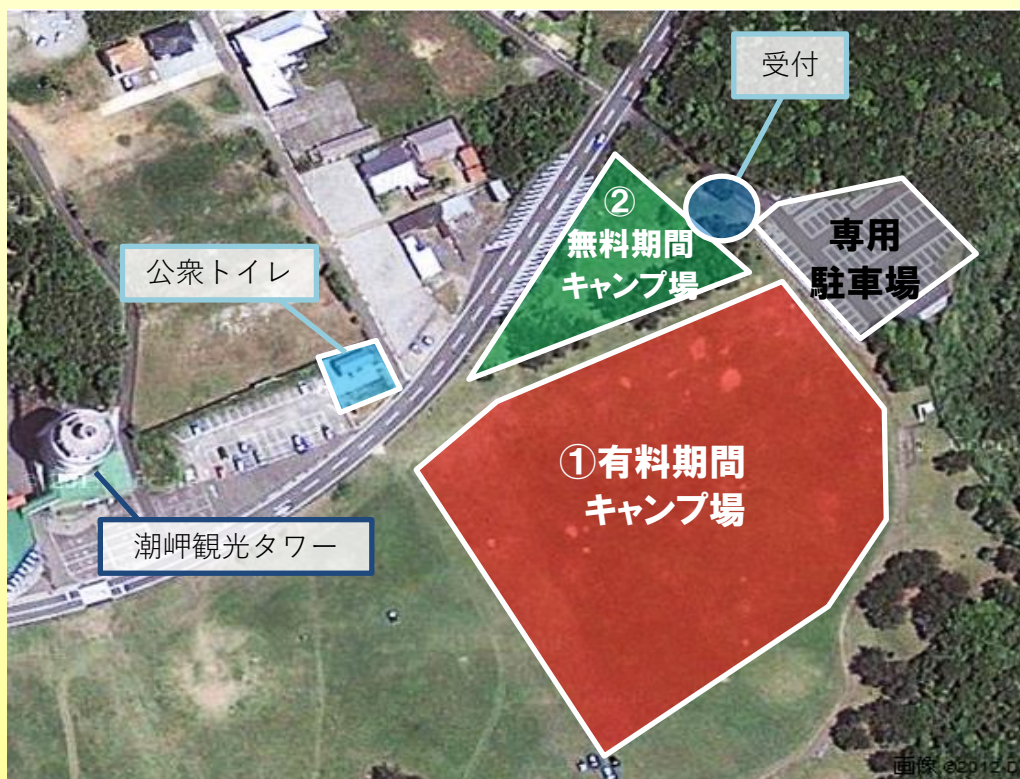 受付
②
無料期間
キャンプ場
専用
駐車場
公衆トイレ
①有料期間
キャンプ場
潮岬観光タワー
画像 ©2012 D